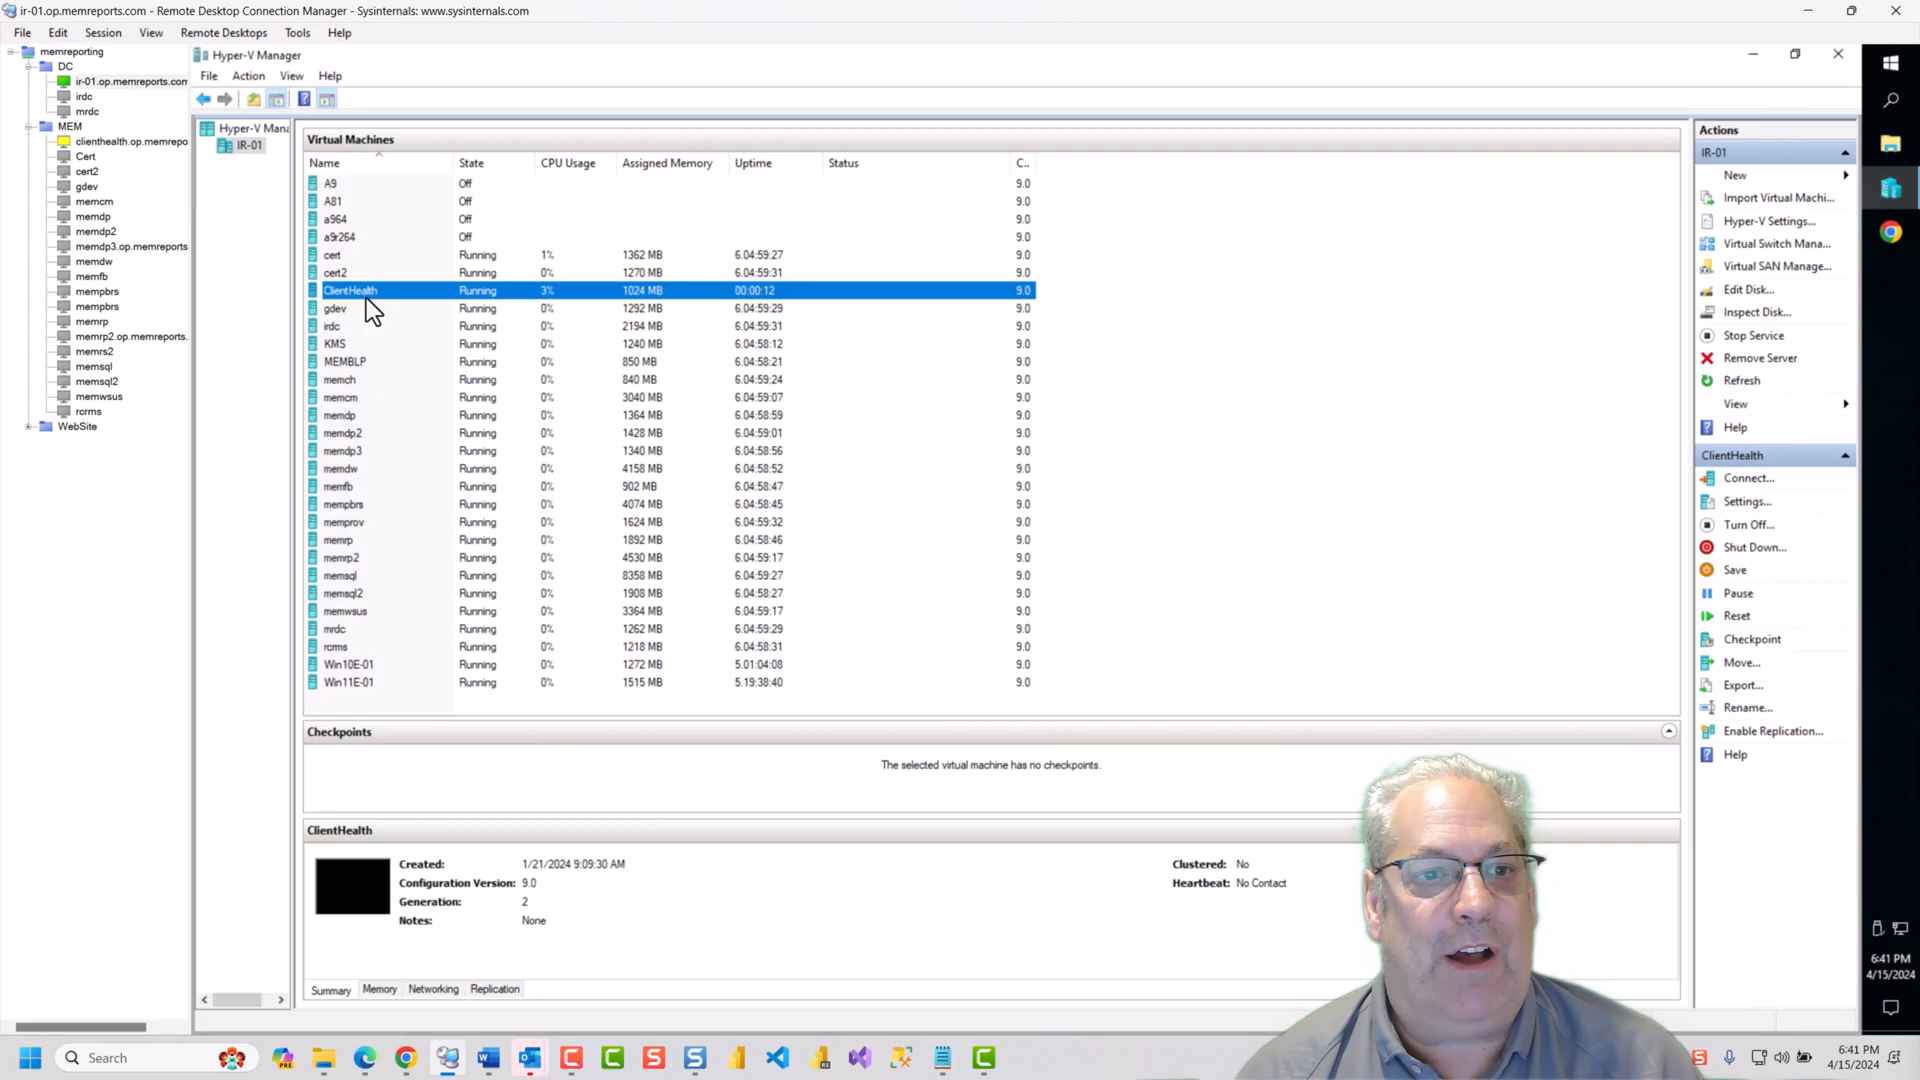 ir-01.op.memreports.com - Remote Desktop Connection Manager - Sysinternals: www.sysinternals.com
File Edit Session View Remote Desktops Tools Help
memreporting
DC
ir-01.op.memreports.com
irdc
mrdc
MEM
clienthealth.op.memrepo
Cert
cert2
gdev
memcm
memdp
memdp2
memdp3.op.memreports
memdw
memfb
mempbrs
mempbrs
memrp
memrp2.op.memreports.
memrs2
memsql
memsql2
memwsus
rcrms
WebSite
Hyper-V Manager
File Action View Help
Hyper-V Mana
IR-01
Virtual Machines
Name State CPU Usage Assigned Memory Uptime Status C..
A9 Off 9.0
A81 Off 9.0
a964 Off 9.0
a9r264 Off 9.0
cert Running 1% 1362 MB 6.04:59:27 9.0
cert2 Running 0% 1270 MB 6.04:59:31 9.0
ClientHealth Running 3% 1024 MB 00:00:12 9.0
gdev Running 0% 1292 MB 6.04:59:29 9.0
irdc Running 0% 2194 MB 6.04:59:31 9.0
KMS Running 0% 1240 MB 6.04:58:12 9.0
MEMBLP Running 0% 850 MB 6.04:58:21 9.0
memch Running 0% 840 MB 6.04:59:24 9.0
memcm Running 0% 3040 MB 6.04:59:07 9.0
memdp Running 0% 1364 MB 6.04:58:59 9.0
memdp2 Running 0% 1428 MB 6.04:59:01 9.0
memdp3 Running 0% 1340 MB 6.04:58:56 9.0
memdw Running 0% 4158 MB 6.04:58:52 9.0
memfb Running 0% 902 MB 6.04:58:47 9.0
mempbrs Running 0% 4074 MB 6.04:58:45 9.0
memprov Running 0% 1624 MB 6.04:59:32 9.0
memrp Running 0% 1892 MB 6.04:58:46 9.0
memrp2 Running 0% 4530 MB 6.04:59:17 9.0
memsql Running 0% 8358 MB 6.04:59:27 9.0
memsql2 Running 0% 1908 MB 6.04:58:27 9.0
memwsus Running 0% 3364 MB 6.04:59:17 9.0
mrdc Running 0% 1262 MB 6.04:59:29 9.0
rcrms Running 0% 1218 MB 6.04:58:31 9.0
Win10E-01 Running 0% 1272 MB 5.01:04:08 9.0
Win11E-01 Running 0% 1515 MB 5.19:38:40 9.0
Checkpoints
The selected virtual machine has no checkpoints.
ClientHealth
Created: 1/21/2024 9:09:30 AM Clustered: No
Configuration Version: 9.0 Heartbeat: No Contact
Generation: 2
Notes: None
Summary Memory Networking Replication
Actions
IR-01
New
Import Virtual Machi...
Hyper-V Settings...
Virtual Switch Mana...
Virtual SAN Manage...
Edit Disk...
Inspect Disk...
Stop Service
Remove Server
Refresh
View
Help
ClientHealth
Connect...
Settings...
Turn Off...
Shut Down...
Save
Pause
Reset
Checkpoint
Move...
Export...
Rename...
Enable Replication...
Help
6:41 PM
4/15/2024
Search
PRE
6:41 PM
4/15/2024